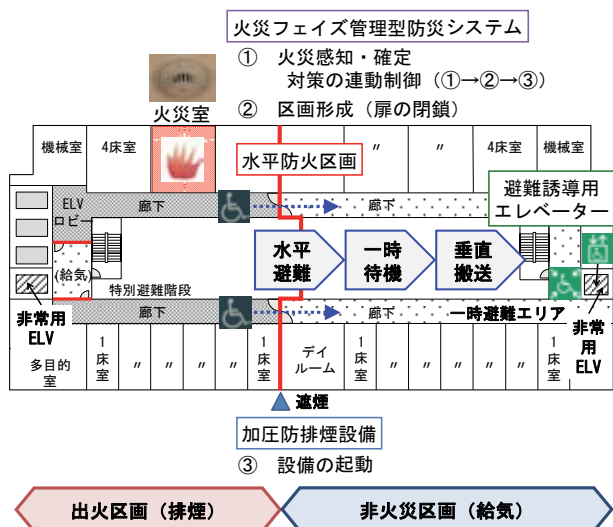 火災フェイズ管理型防災システム
① 火災感知・確定
対策の連動制御（①→②→③）
② 区画形成（扉の閉鎖）
火災室
機械室
4床室
〃
〃
4床室
機械室
水平防火区画
避難誘導用
エレベーター
ELV
ロビー
廊下
廊下
水平
避難
一時
待機
垂直
搬送
(給気)
特別避難階段
非常用
ELV
廊下
廊下
一時避難エリア
非常用
ELV
多目的
室
1床室
〃
〃
〃
1床室
デイ
ルーム
1床室
〃
〃
〃
〃
1床室
遮煙
加圧防排煙設備
③ 設備の起動
出火区画（排煙）
非火災区画（給気）